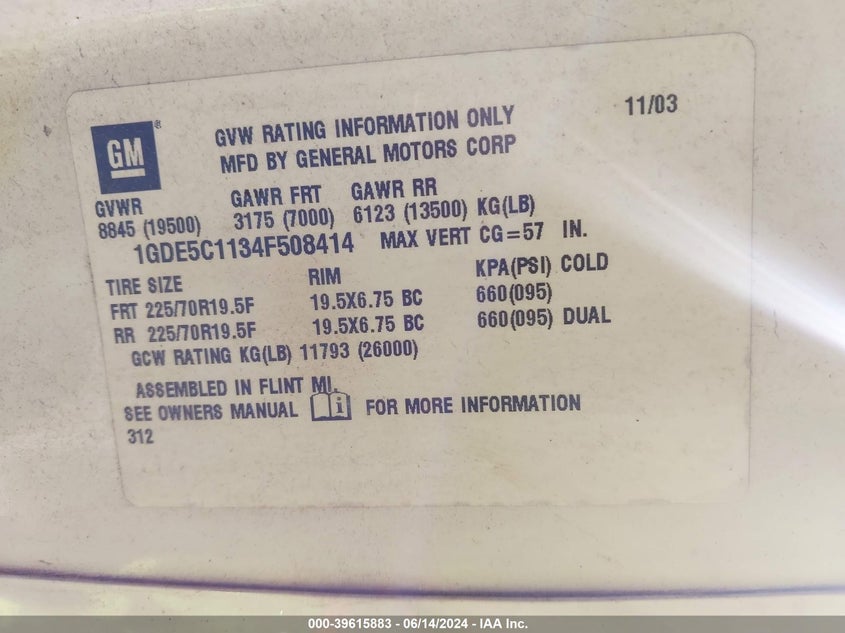 11/03
GM ®
GVW RATING INFORMATION ONLY
MFD BY GENERAL MOTORS CORP
GVWR GAWR FRT GAWR RR
8845 (19500) 3175 (7000) 6123 (13500) KG(LB)
1GDE5C1134F508414 MAX VERT CG=57 IN.
TIRE SIZE RIM KPA(PSI) COLD
FRT 225/70R19.5F 19.5X6.75 BC 660(095)
RR 225/70R19.5F 19.5X6.75 BC 660(095) DUAL
GCW RATING KG(LB) 11793 (26000)
ASSEMBLED IN FLINT MI.
SEE OWNERS MANUAL i FOR MORE INFORMATION
312
000-39615883 - 06/14/2024 - IAA Inc.